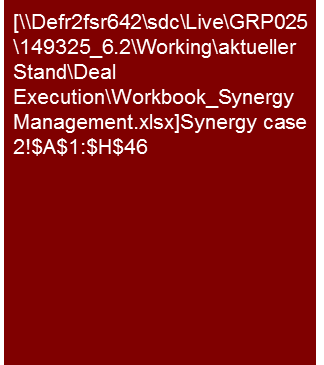 [\\Defr2fsr642\sdc\Live\GRP025
\149325_6.2\Working\aktueller
Stand\Deal
Execution\Workbook_Synergy
Management.xlsx]Synergy case
2!$A$1:$H$46